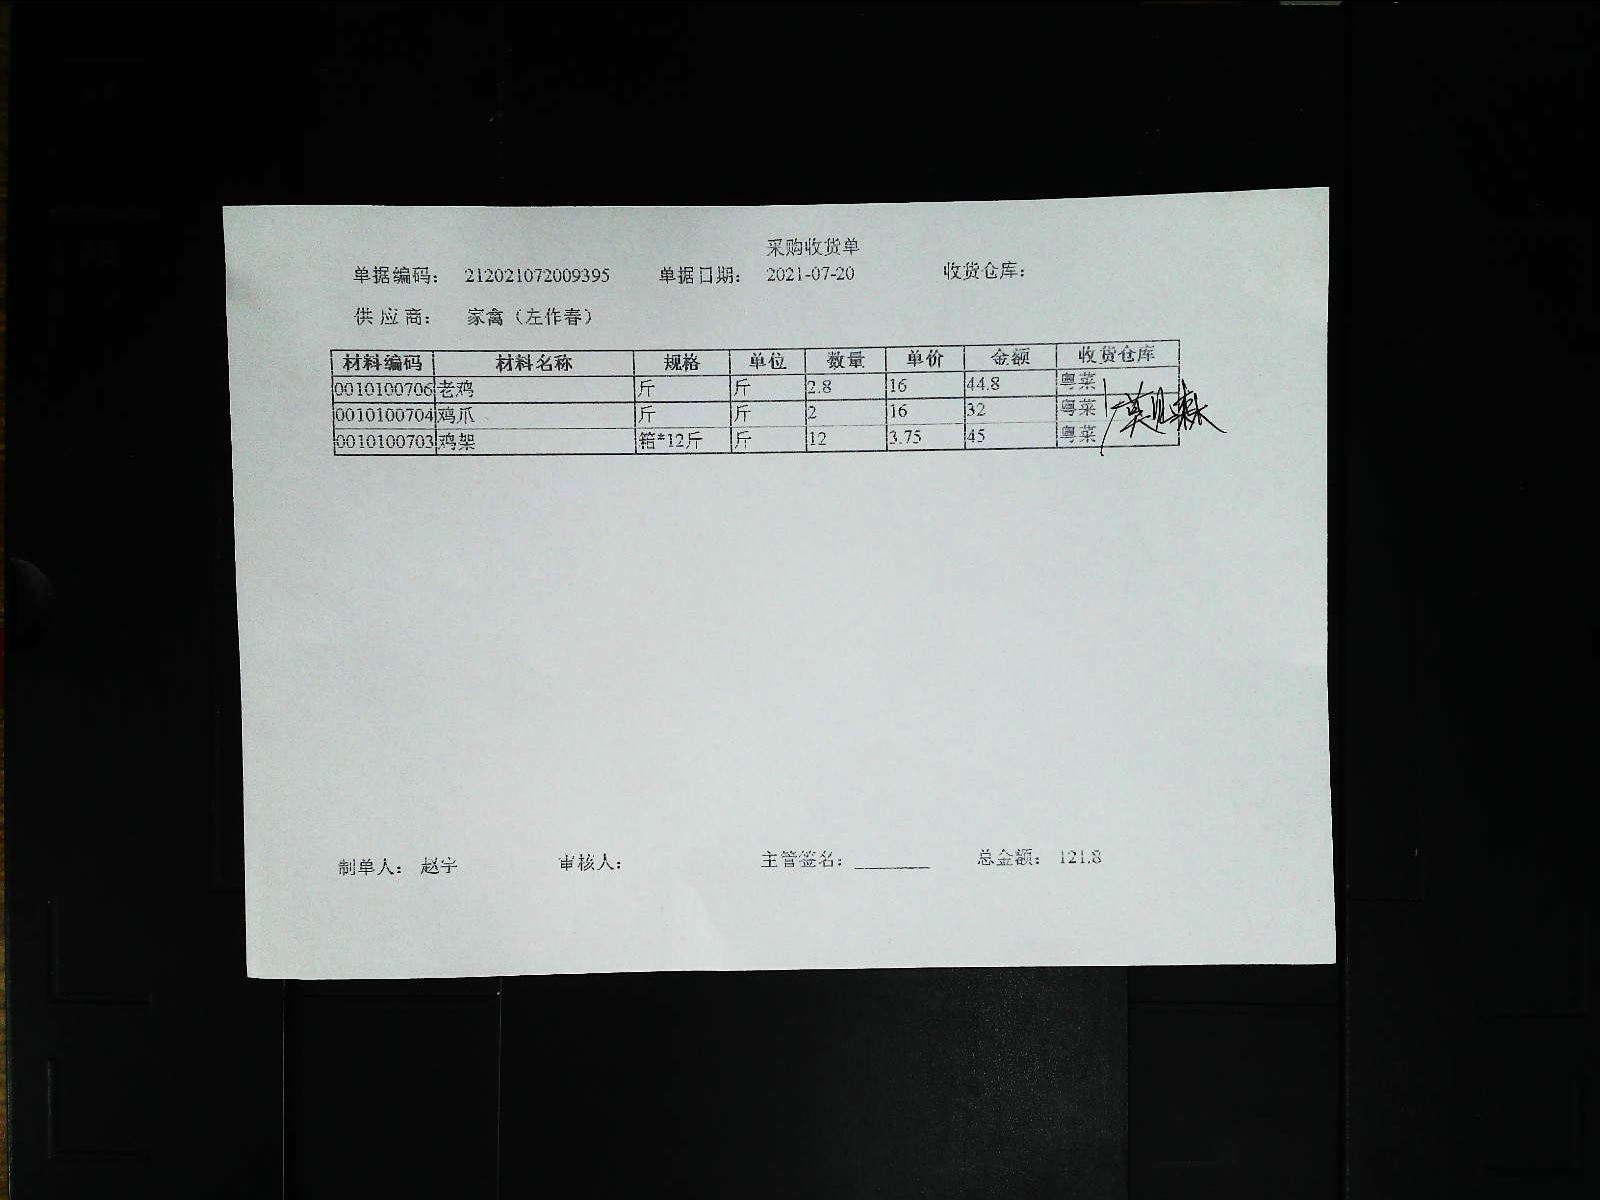 采购收货单
单据编码: 212021072009395 单据日期: 2021-07-20 收货仓库:
供应商: 家禽（左作春）
材料编码 材料名称 规格 单位 数量 单价 金额 收货仓库
0010100706 老鸡 斤 斤 2.8 16 44.8 粤菜
0010100704 鸡爪 斤 斤 2 16 32 粤菜
0010100703 鸡架 箱*12斤 斤 12 3.75 45 粤菜
制单人: 赵宇 审核人: 主管签名: ________ 总金额: 121.8